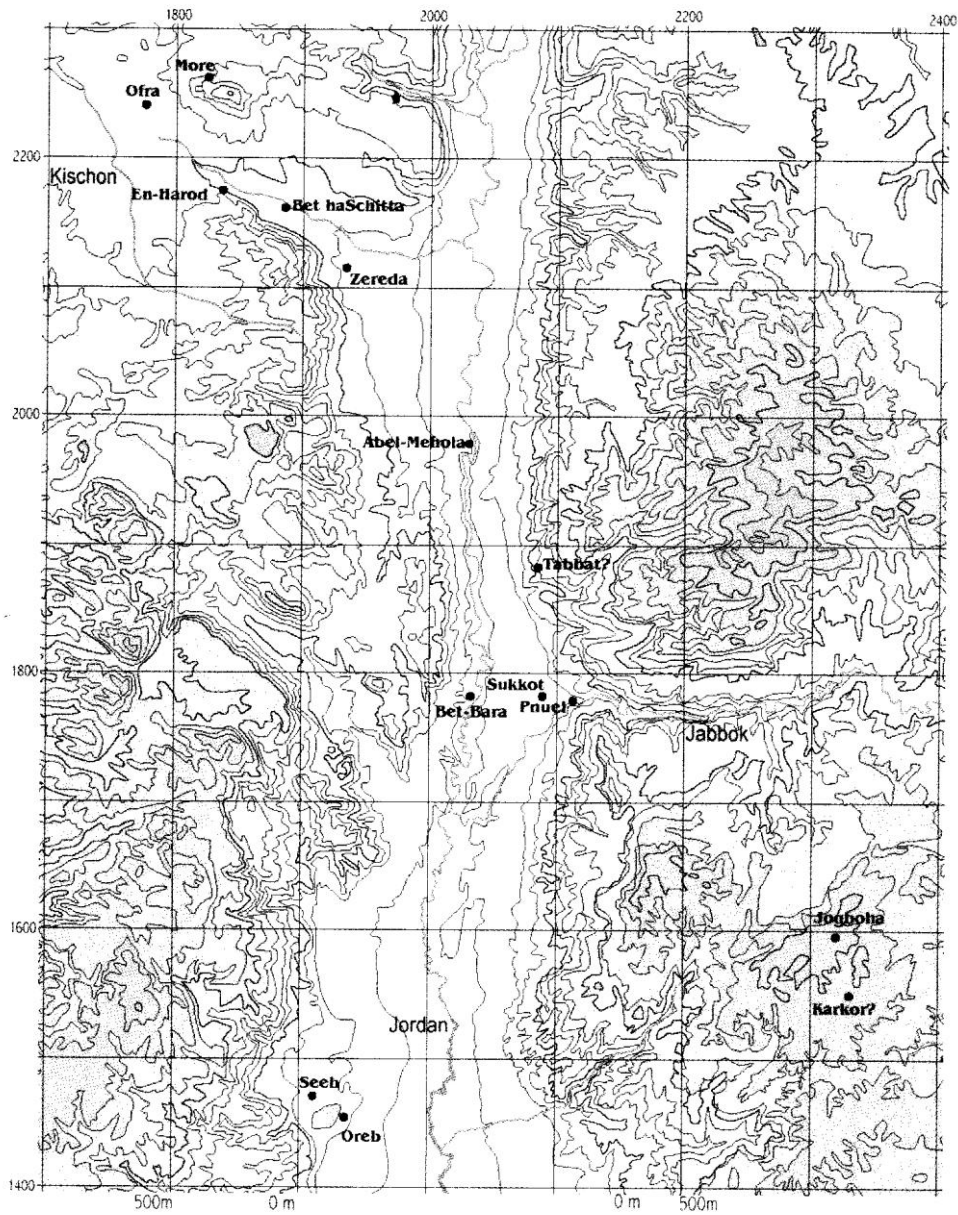 1800 2000 2200 2400
More
Ofra
2200
Kischon
En-Harod
Bet haSchitta
Zereda
2000
Abel-Mehola
Tabbat?
1800
Sukkot
Bet-Bara
Pnuel
Jabbok
Jogboha
1600
Karkor?
Jordan
Seeb
Oreb
1400
500m 0 m 0 m 500m